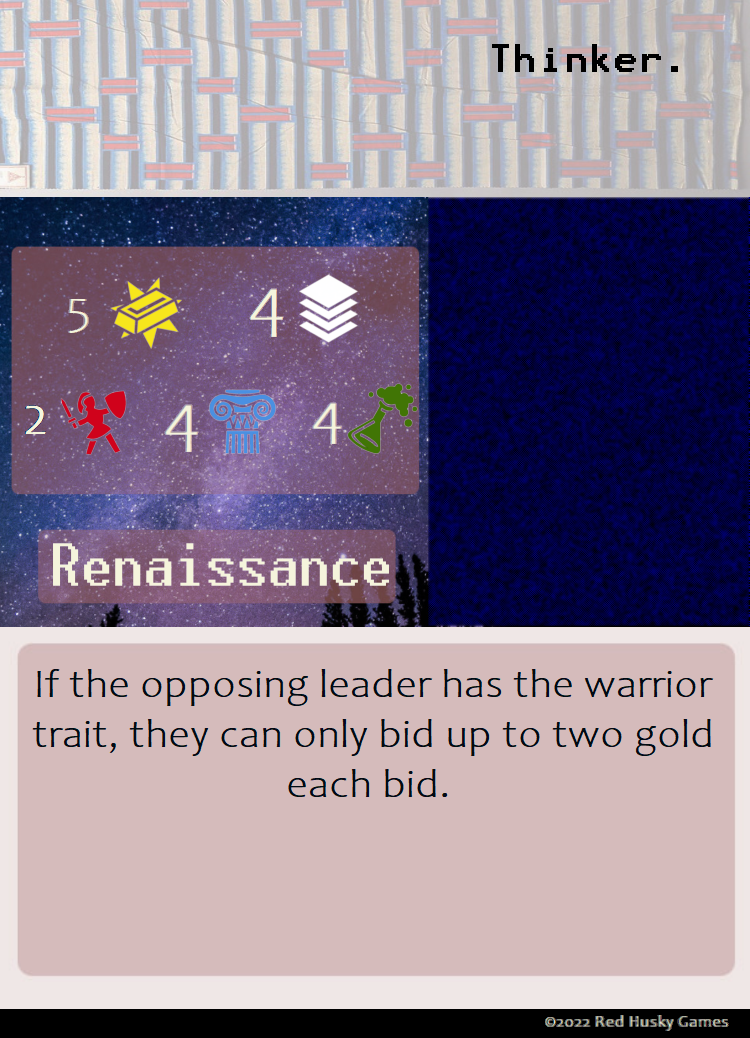 Thinker.
5 4
2 4 4
Renaissance
If the opposing leader has the warrior
trait, they can only bid up to two gold
each bid.
©2022 Red Husky Games